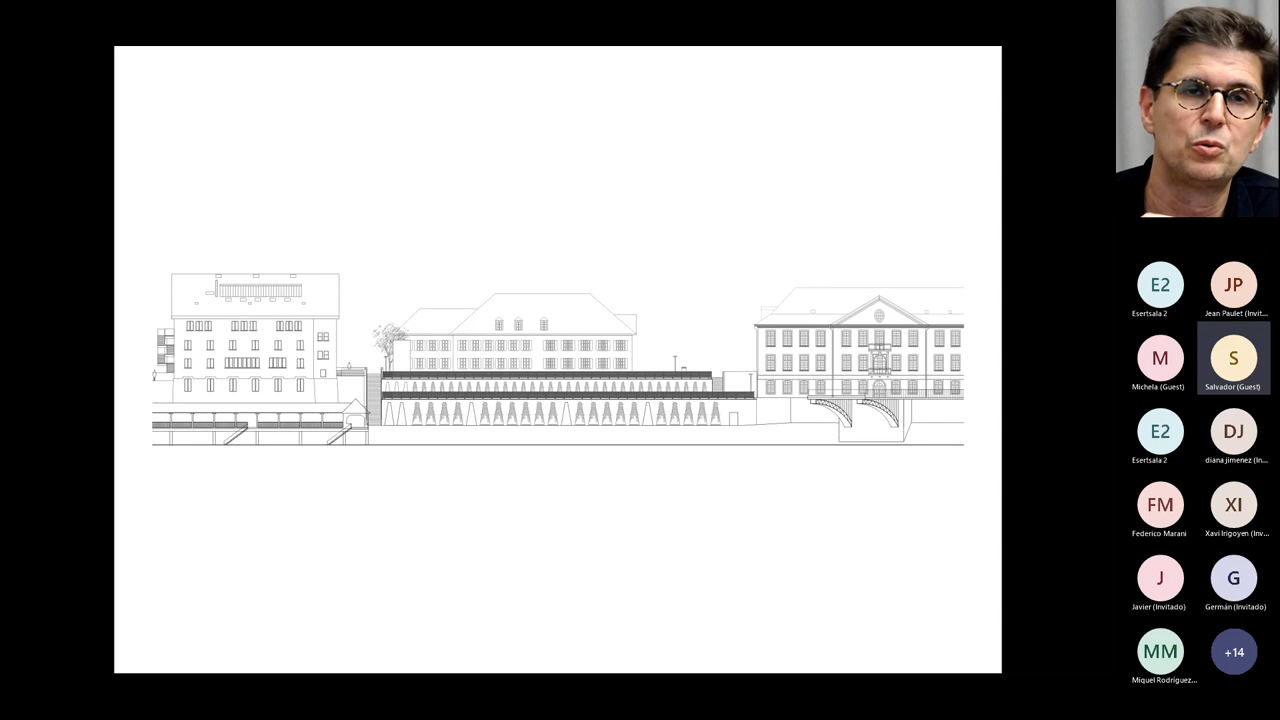 E2
Esertsala 2
JP
Jean Paulet (Invit...
M
Michela (Guest)
S
Salvador (Guest)
E2
Esertsala 2
DJ
diana jimenez (In...
FM
Federico Marani
XI
Xavi Irigoyen (Inv...
J
Javier (Invitado)
G
Germán (Invitado)
MM
Miquel Rodríguez...
+14